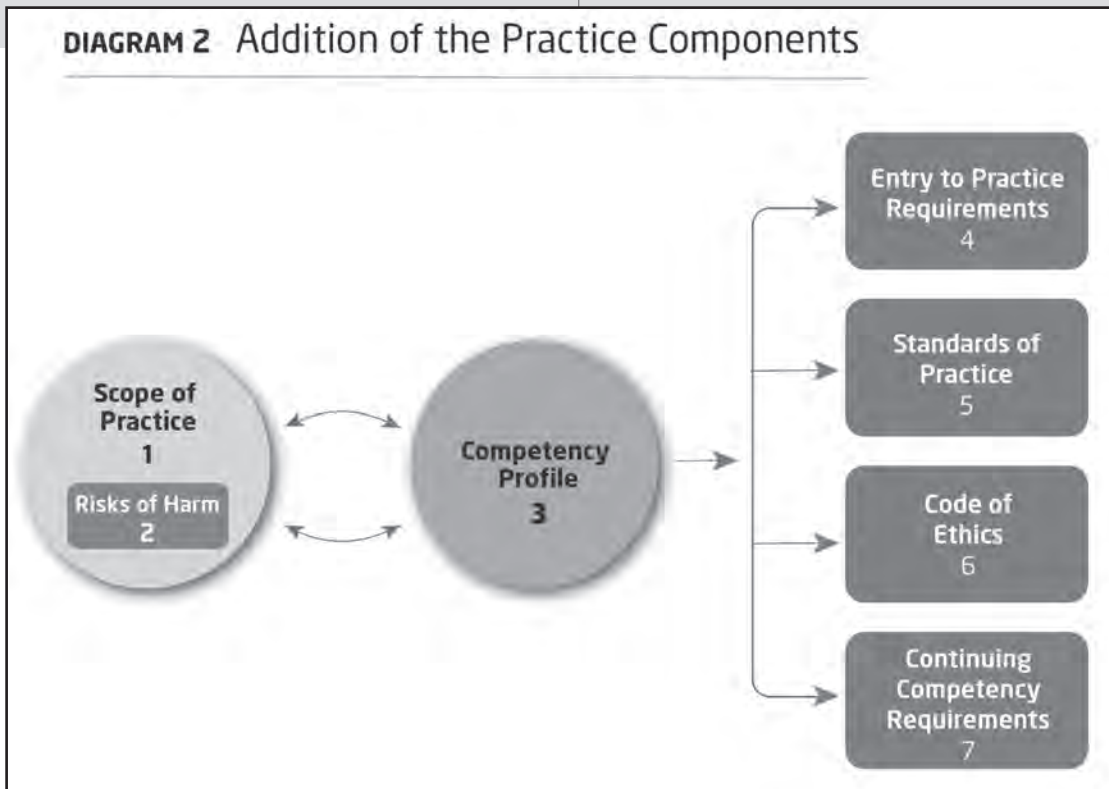 DIAGRAM 2 Addition of the Practice Components
Scope of
Practice
1
Risks of Harm
2
Competency
Profile
3
Entry to Practice
Requirements
4
Standards of
Practice
5
Code of
Ethics
6
Continuing
Competency
Requirements
7